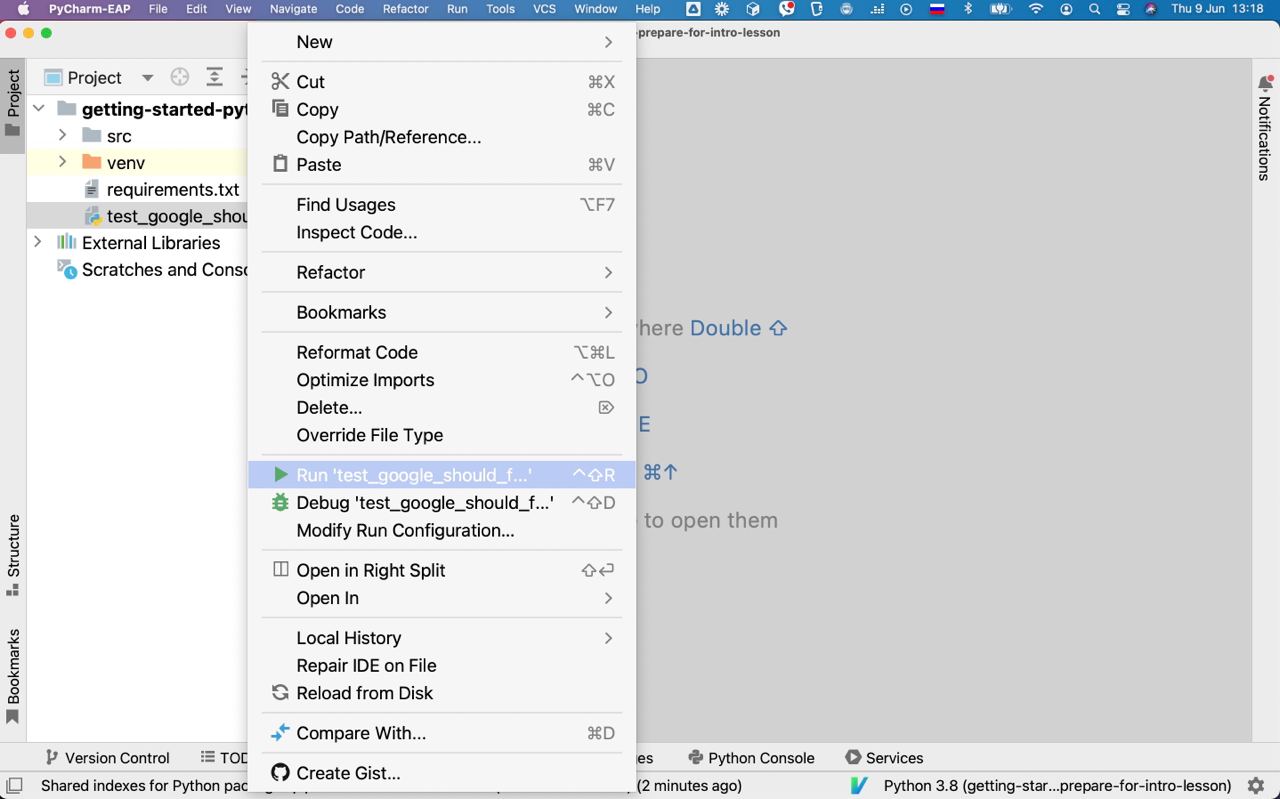 PyCharm-EAP File Edit View Navigate Code Refactor Run Tools VCS Window Help Thu 9 Jun 13:18
prepare-for-intro-lesson
Project
Project
Structure
Bookmarks
getting-started-pyt
src
venv
requirements.txt
test_google_shou
External Libraries
Scratches and Conso
New
Cut ⌘X
Copy ⌘C
Copy Path/Reference...
Paste ⌘V
Find Usages ⌥F7
Inspect Code...
Refactor
Bookmarks
Reformat Code ⌥⌘L
Optimize Imports ^⌥O
Delete... ⌦
Override File Type
Run 'test_google_should_f...' ^⇧R
Debug 'test_google_should_f...' ^⇧D
Modify Run Configuration...
Open in Right Split ⇧↩
Open In
Local History
Repair IDE on File
Reload from Disk
Compare With... ⌘D
Create Gist...
here Double ⇧
O
E
⌘↑
to open them
Notifications
Version Control TOD es Python Console Services
Shared indexes for Python pac (2 minutes ago) Python 3.8 (getting-star...prepare-for-intro-lesson)